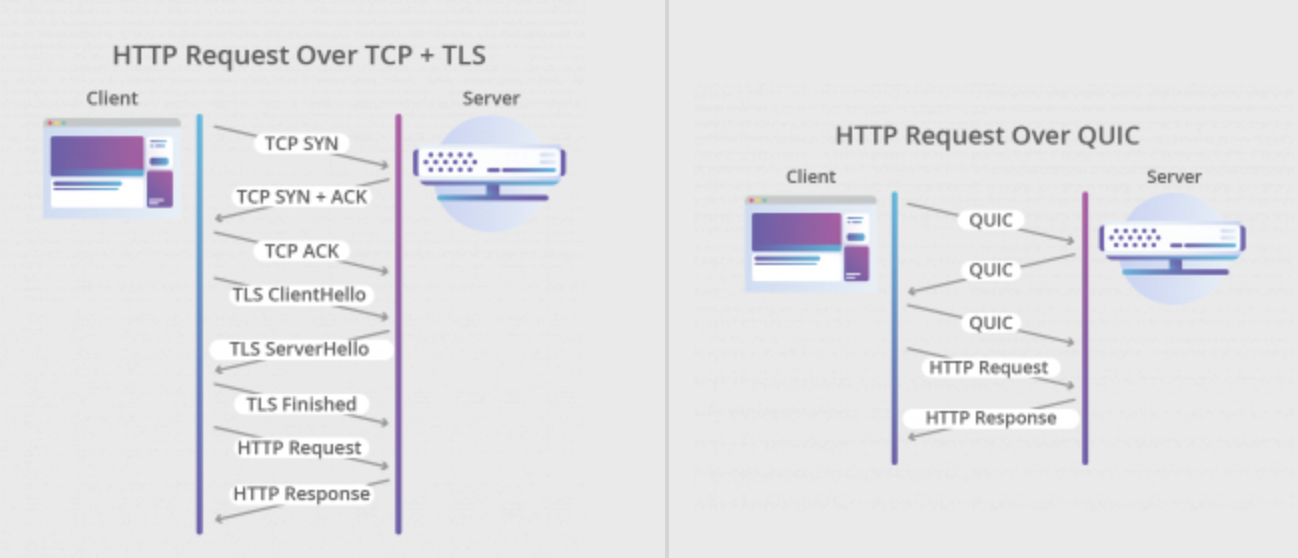 HTTP Request Over TCP + TLS
Client
Server
TCP SYN
TCP SYN + ACK
TCP ACK
TLS ClientHello
TLS ServerHello
TLS Finished
HTTP Request
HTTP Response
HTTP Request Over QUIC
Client
Server
QUIC
QUIC
QUIC
HTTP Request
HTTP Response